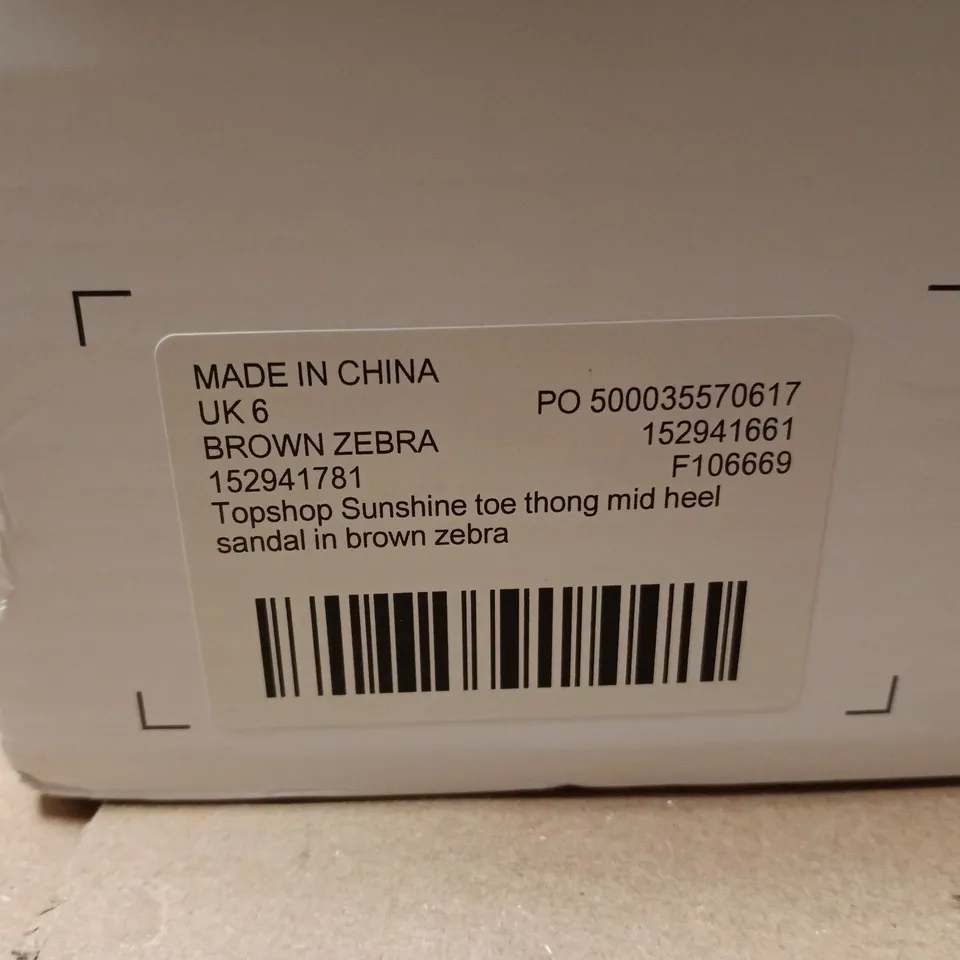 MADE IN CHINA
UK 6
PO 500035570617
BROWN ZEBRA
152941661
152941781
F106669
Topshop Sunshine toe thong mid heel
sandal in brown zebra